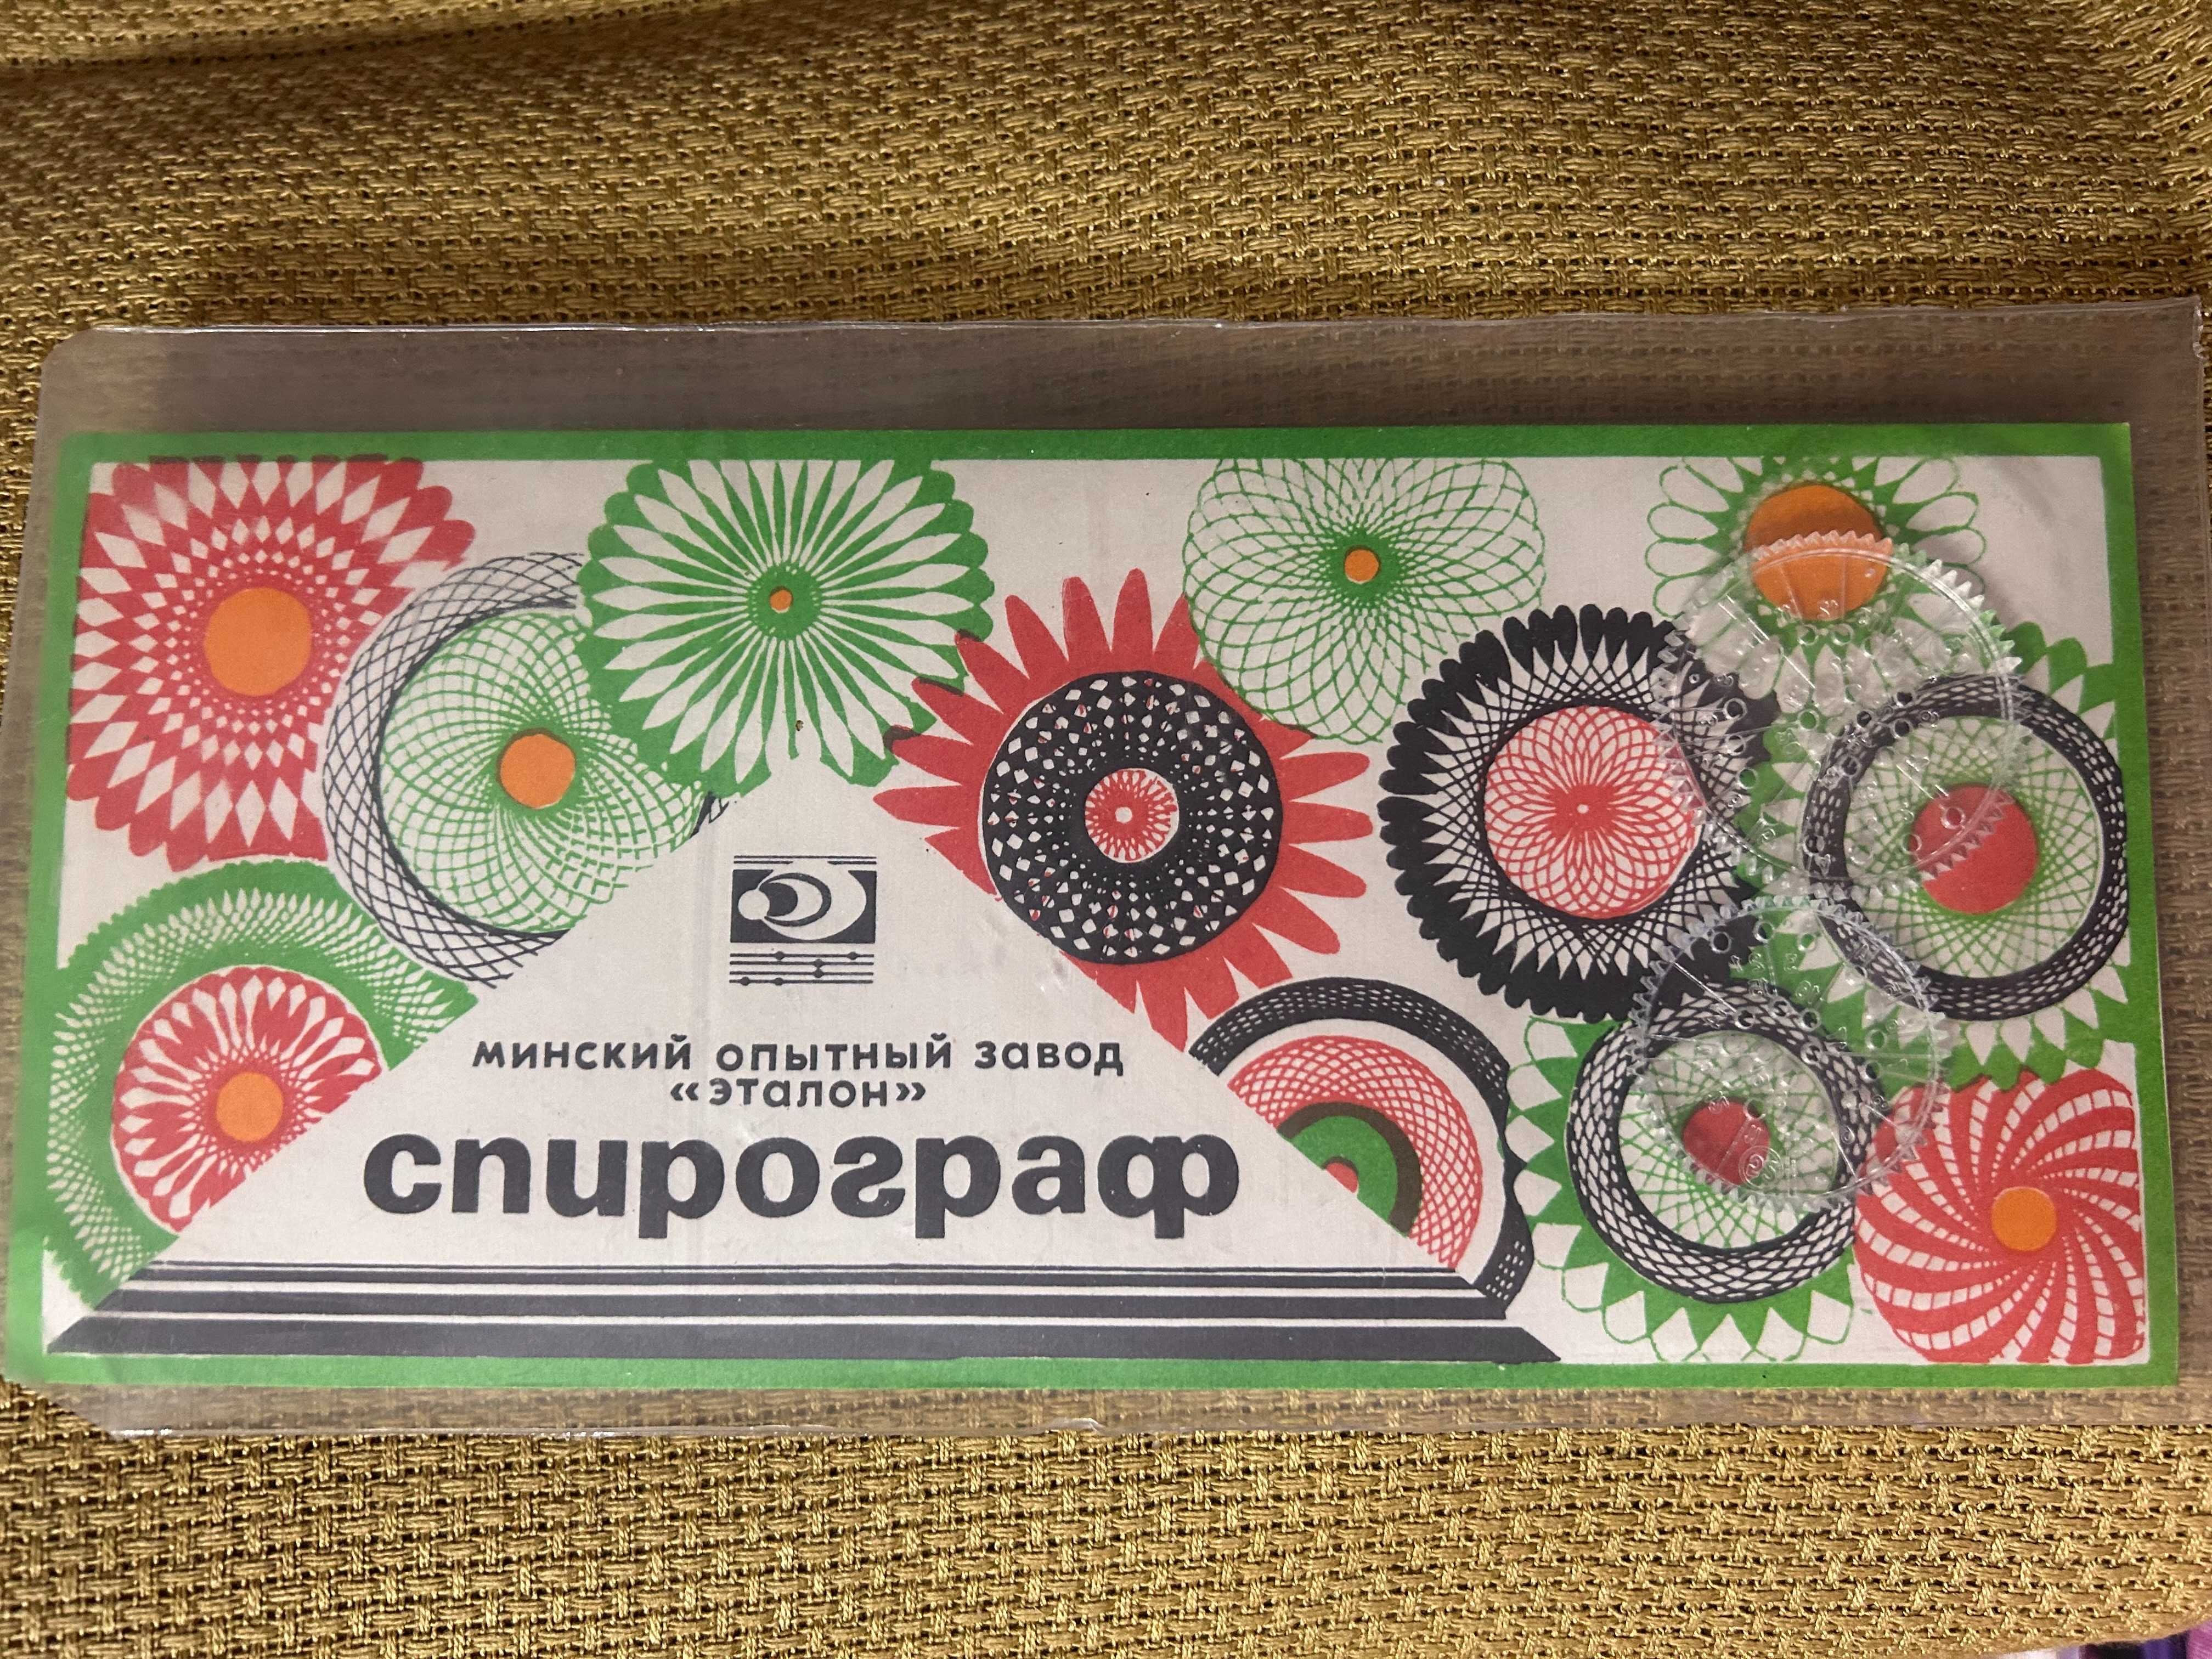 минский опытный завод
«эталон»
спирограф